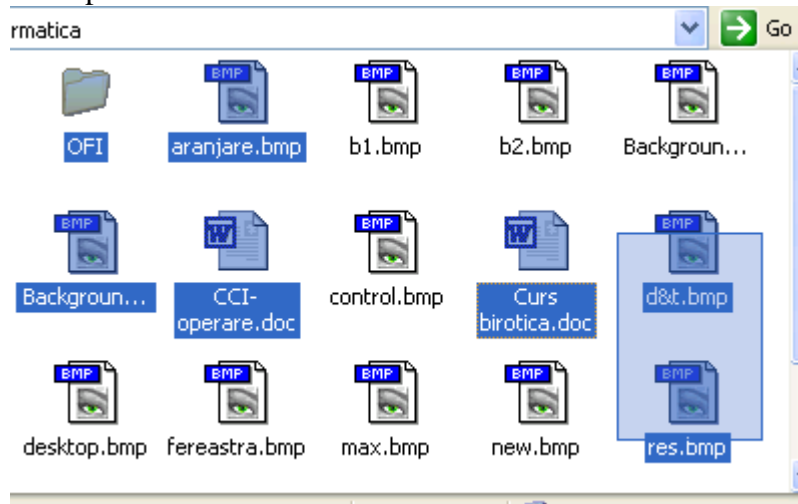 rmatica Go
BMP BMP BMP BMP
OFI aranjare.bmp b1.bmp b2.bmp Backgroun...
BMP W BMP W BMP
Backgroun... CCI-
operare.doc control.bmp Curs
birotica.doc d&t.bmp
BMP BMP BMP BMP BMP
desktop.bmp fereastra.bmp max.bmp new.bmp res.bmp